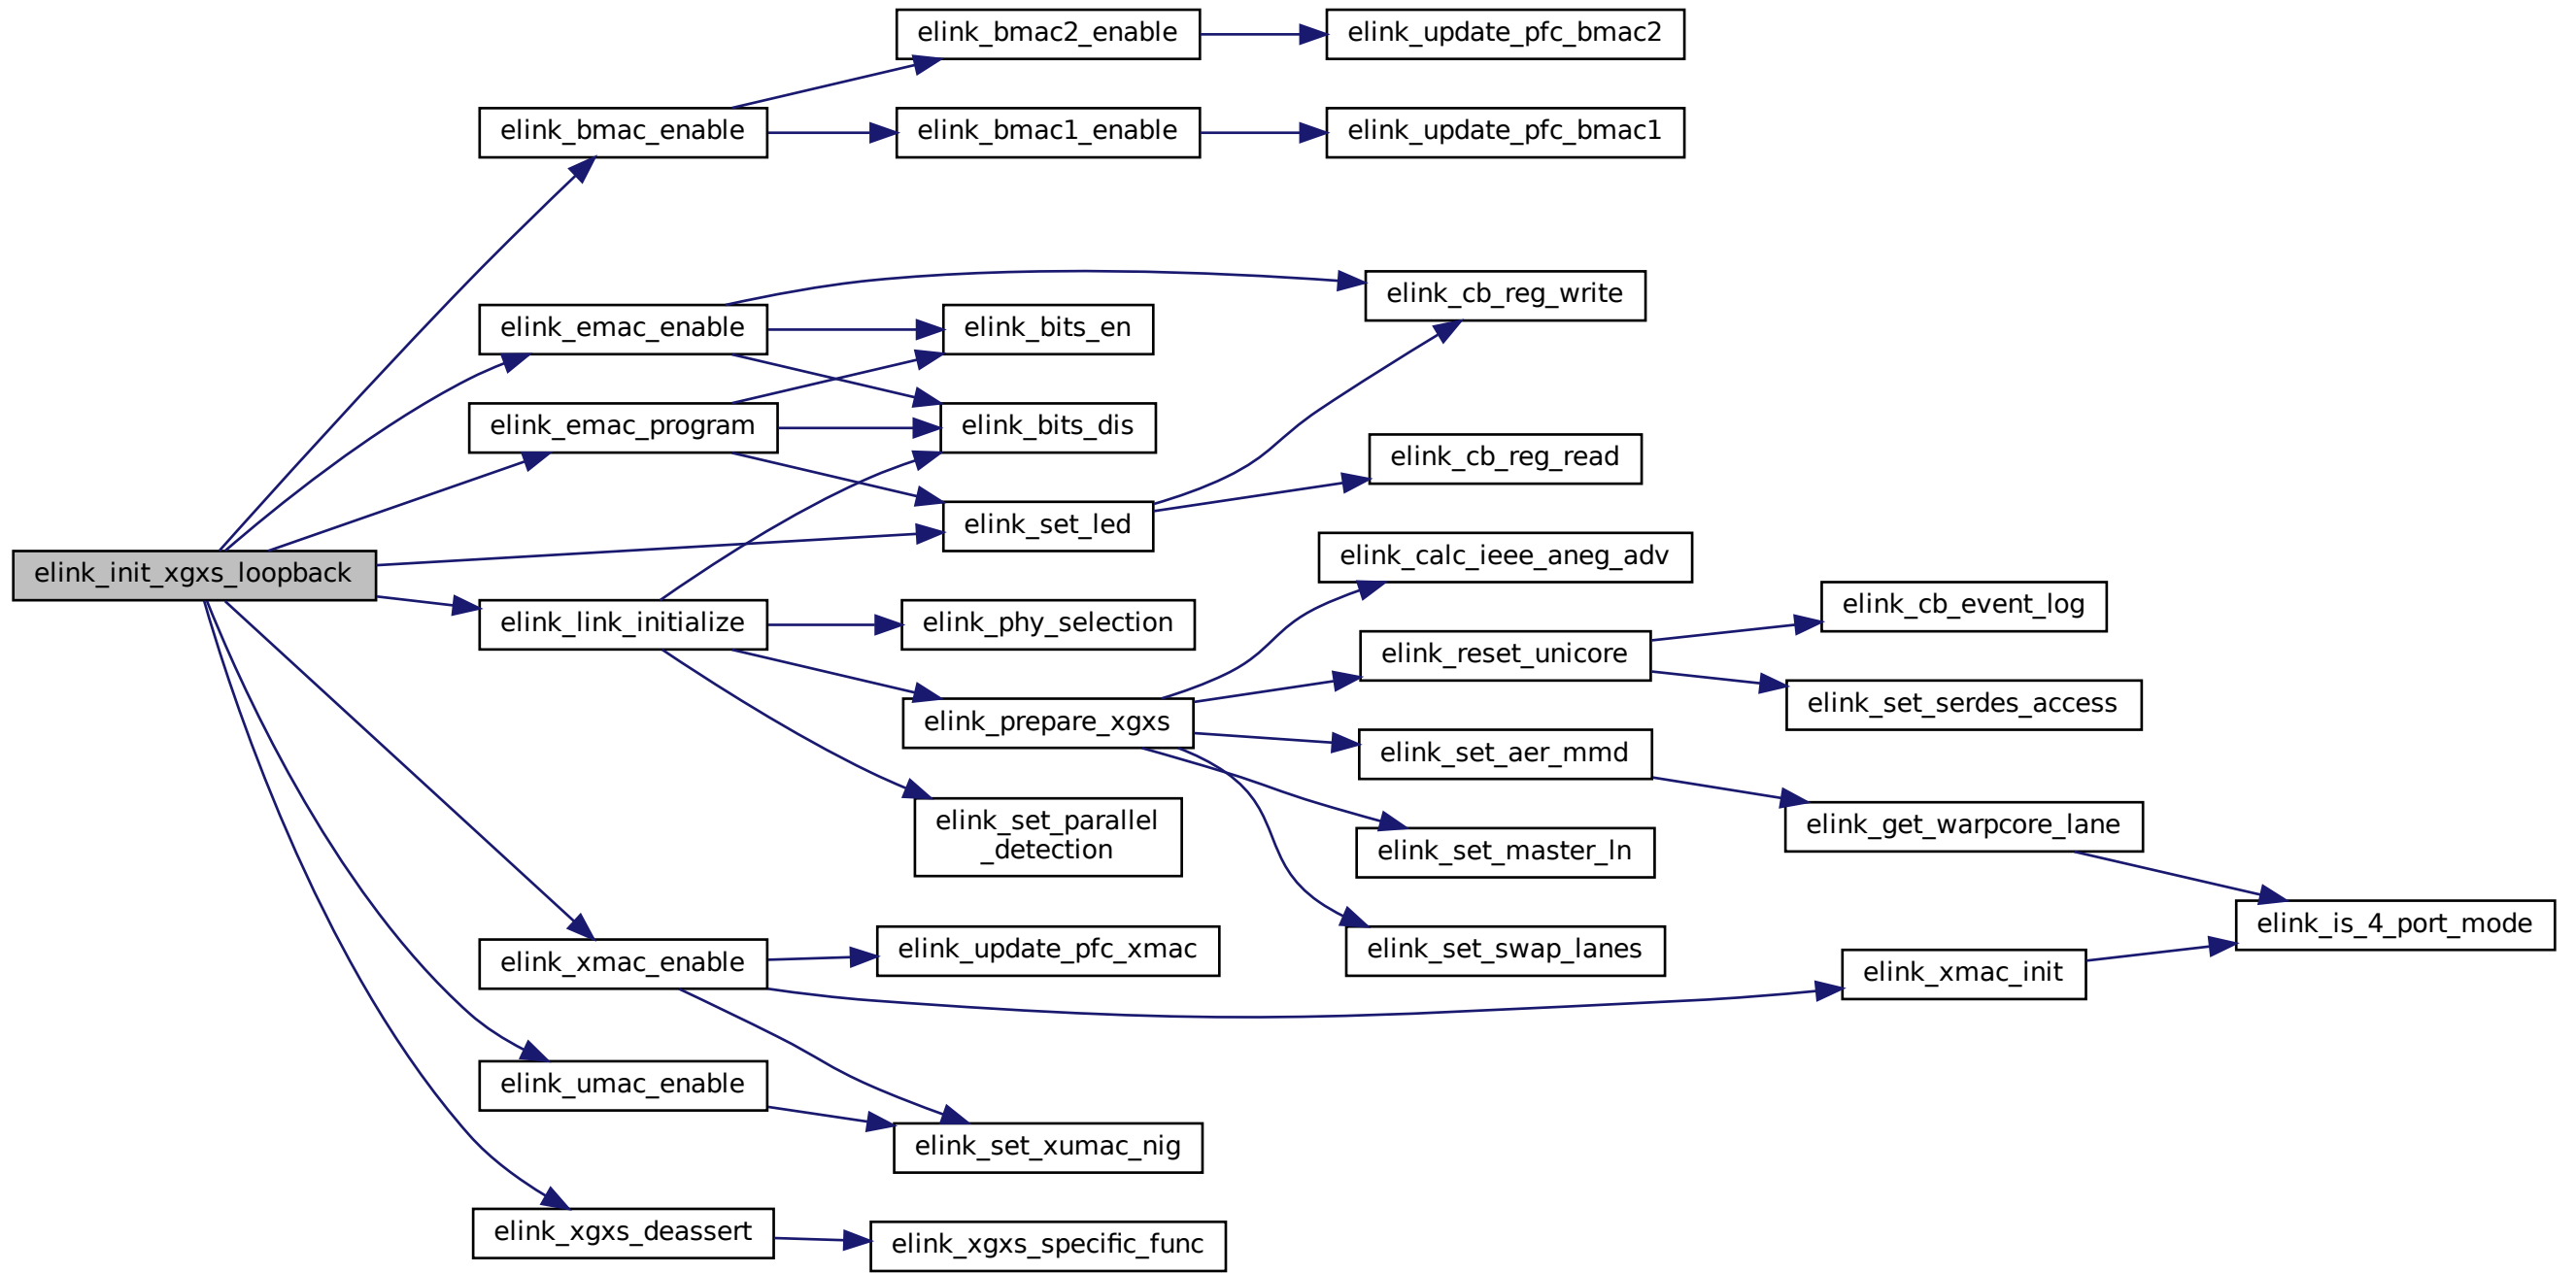 elink_bmac2_enable
elink_update_pfc_bmac2
elink_bmac_enable
elink_bmac1_enable
elink_update_pfc_bmac1
elink_cb_reg_write
elink_emac_enable
elink_bits_en
elink_emac_program
elink_bits_dis
elink_cb_reg_read
elink_set_led
elink_calc_ieee_aneg_adv
elink_init_xgxs_loopback
elink_cb_event_log
elink_link_initialize
elink_phy_selection
elink_reset_unicore
elink_set_serdes_access
elink_prepare_xgxs
elink_set_aer_mmd
elink_set_parallel
_detection
elink_get_warpcore_lane
elink_set_master_ln
elink_is_4_port_mode
elink_xmac_enable
elink_update_pfc_xmac
elink_set_swap_lanes
elink_xmac_init
elink_umac_enable
elink_set_xumac_nig
elink_xgxs_deassert
elink_xgxs_specific_func